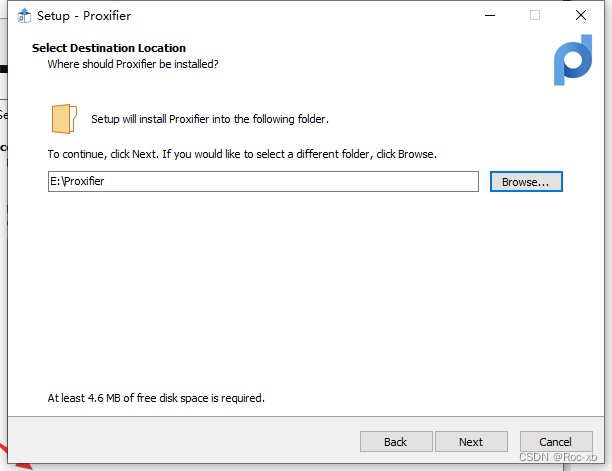 Setup - Proxifier
Select Destination Location
Where should Proxifier be installed?
Setup will install Proxifier into the following folder.
To continue, click Next. If you would like to select a different folder, click Browse.
E:\Proxifier
Browse...
At least 4.6 MB of free disk space is required.
Back
Next
Cancel
CSDN @Roc-xb